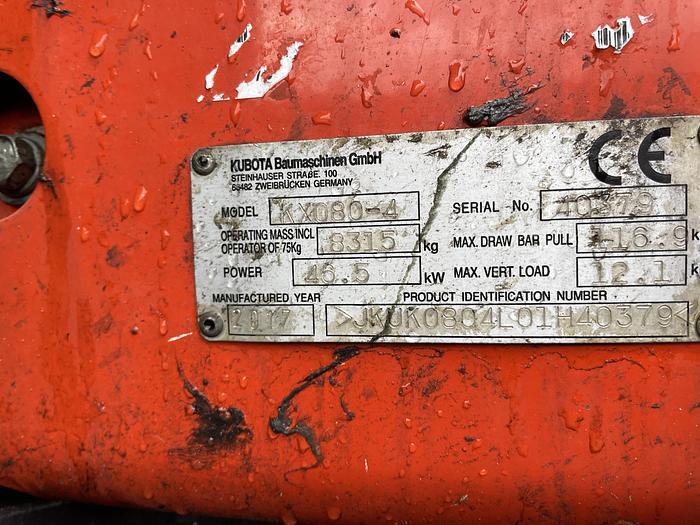 KUBOTA Baumaschinen GmbH
STEINHAUSER STRAßE. 100
66482 ZWEIBRÜCKEN GERMANY
CE
MODEL KX080-4
SERIAL - No. 40379
OPERATING MASS INCL
OPERATOR OF 75Kg 8315 kg
MAX. DRAW BAR PULL 116.9 k
POWER 46.5 kW
MAX. VERT. LOAD 12.1 k
MANUFACTURED YEAR
PRODUCT IDENTIFICATION NUMBER
2017
>JKUK0804L01H40379<